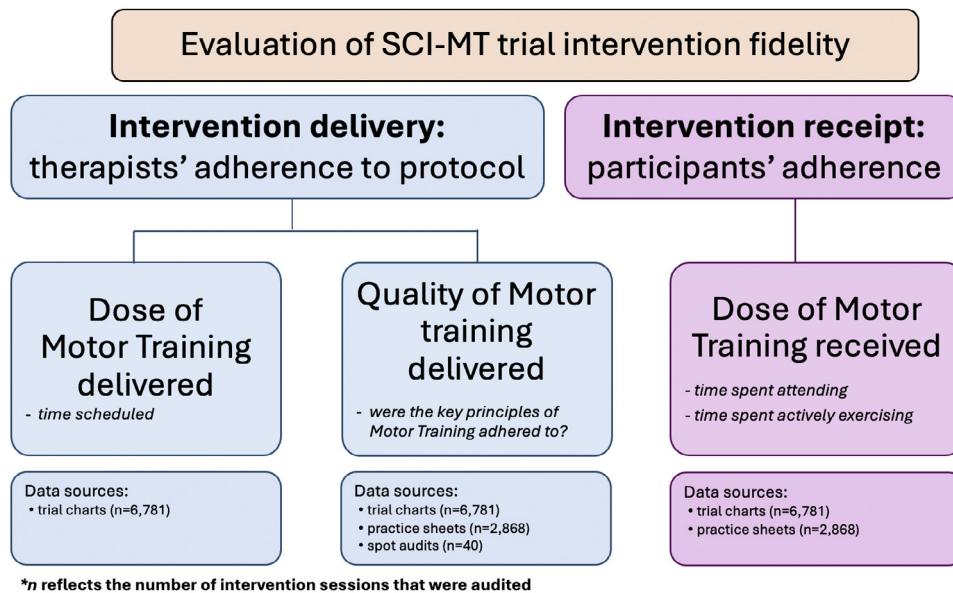 Evaluation of SCI-MT trial intervention fidelity
Intervention delivery:
therapists’ adherence to protocol
Intervention receipt:
participants’ adherence
Dose of
Motor Training
delivered
- time scheduled
Quality of Motor
training
delivered
- were the key principles of
Motor Training adhered to?
Dose of Motor
Training received
- time spent attending
- time spent actively exercising
Data sources:
• trial charts (n=6,781)
Data sources:
• trial charts (n=6,781)
• practice sheets (n=2,868)
• spot audits (n=40)
Data sources:
• trial charts (n=6,781)
• practice sheets (n=2,868)
*n reflects the number of intervention sessions that were audited